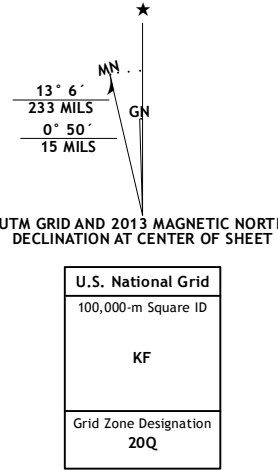 ★
MN
GN
13° 6´
233 MILS
0° 50´
15 MILS
UTM GRID AND 2013 MAGNETIC NORTH
DECLINATION AT CENTER OF SHEET
U.S. National Grid
100,000-m Square ID
KF
Grid Zone Designation
20Q